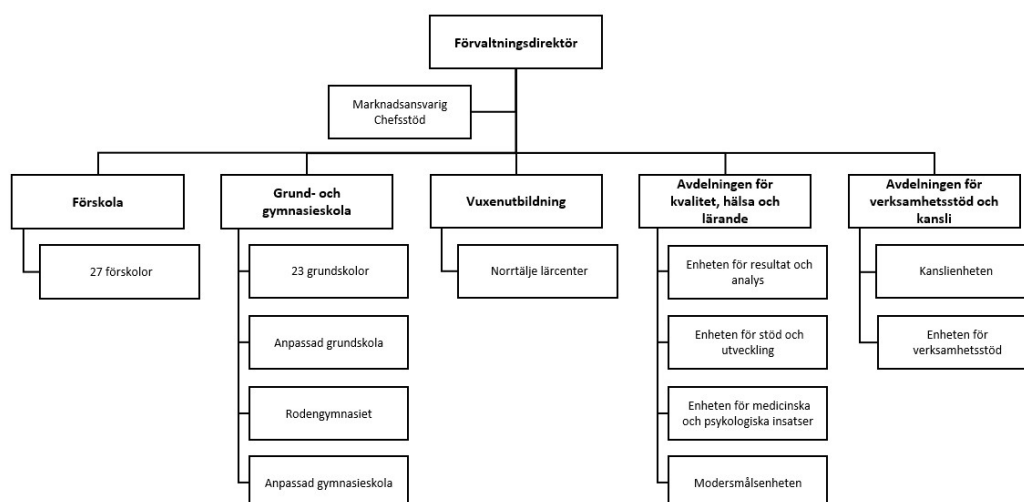 Förvaltningsdirektör
Marknadsansvarig
Chefsstöd
Förskola
27 förskolor
Grund- och
gymnasieskola
23 grundskolor
Anpassad grundskola
Rodengymnasiet
Anpassad gymnasieskola
Vuxenutbildning
Norrtälje lärcenter
Avdelningen för
kvalitet, hälsa och
lärande
Enheten för resultat och
analys
Enheten för stöd och
utveckling
Enheten för medicinska
och psykologiska insatser
Modersmålsenheten
Avdelningen för
verksamhetsstöd och
kansli
Kanslienheten
Enheten för
verksamhetsstöd